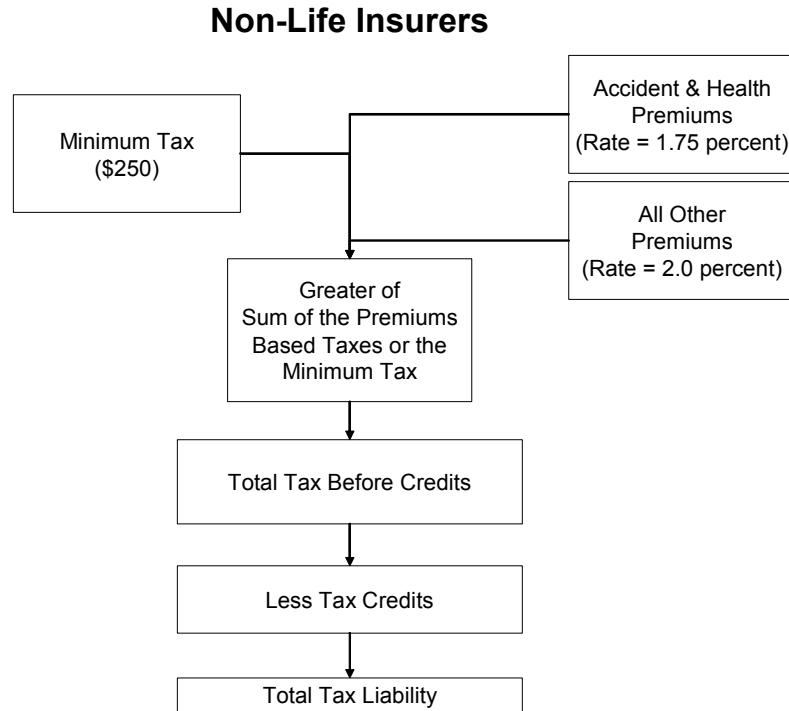 Non-Life Insurers
Minimum Tax
($250)
Accident & Health
Premiums
(Rate = 1.75 percent)
All Other
Premiums
(Rate = 2.0 percent)
Greater of
Sum of the Premiums
Based Taxes or the
Minimum Tax
Total Tax Before Credits
Less Tax Credits
Total Tax Liability